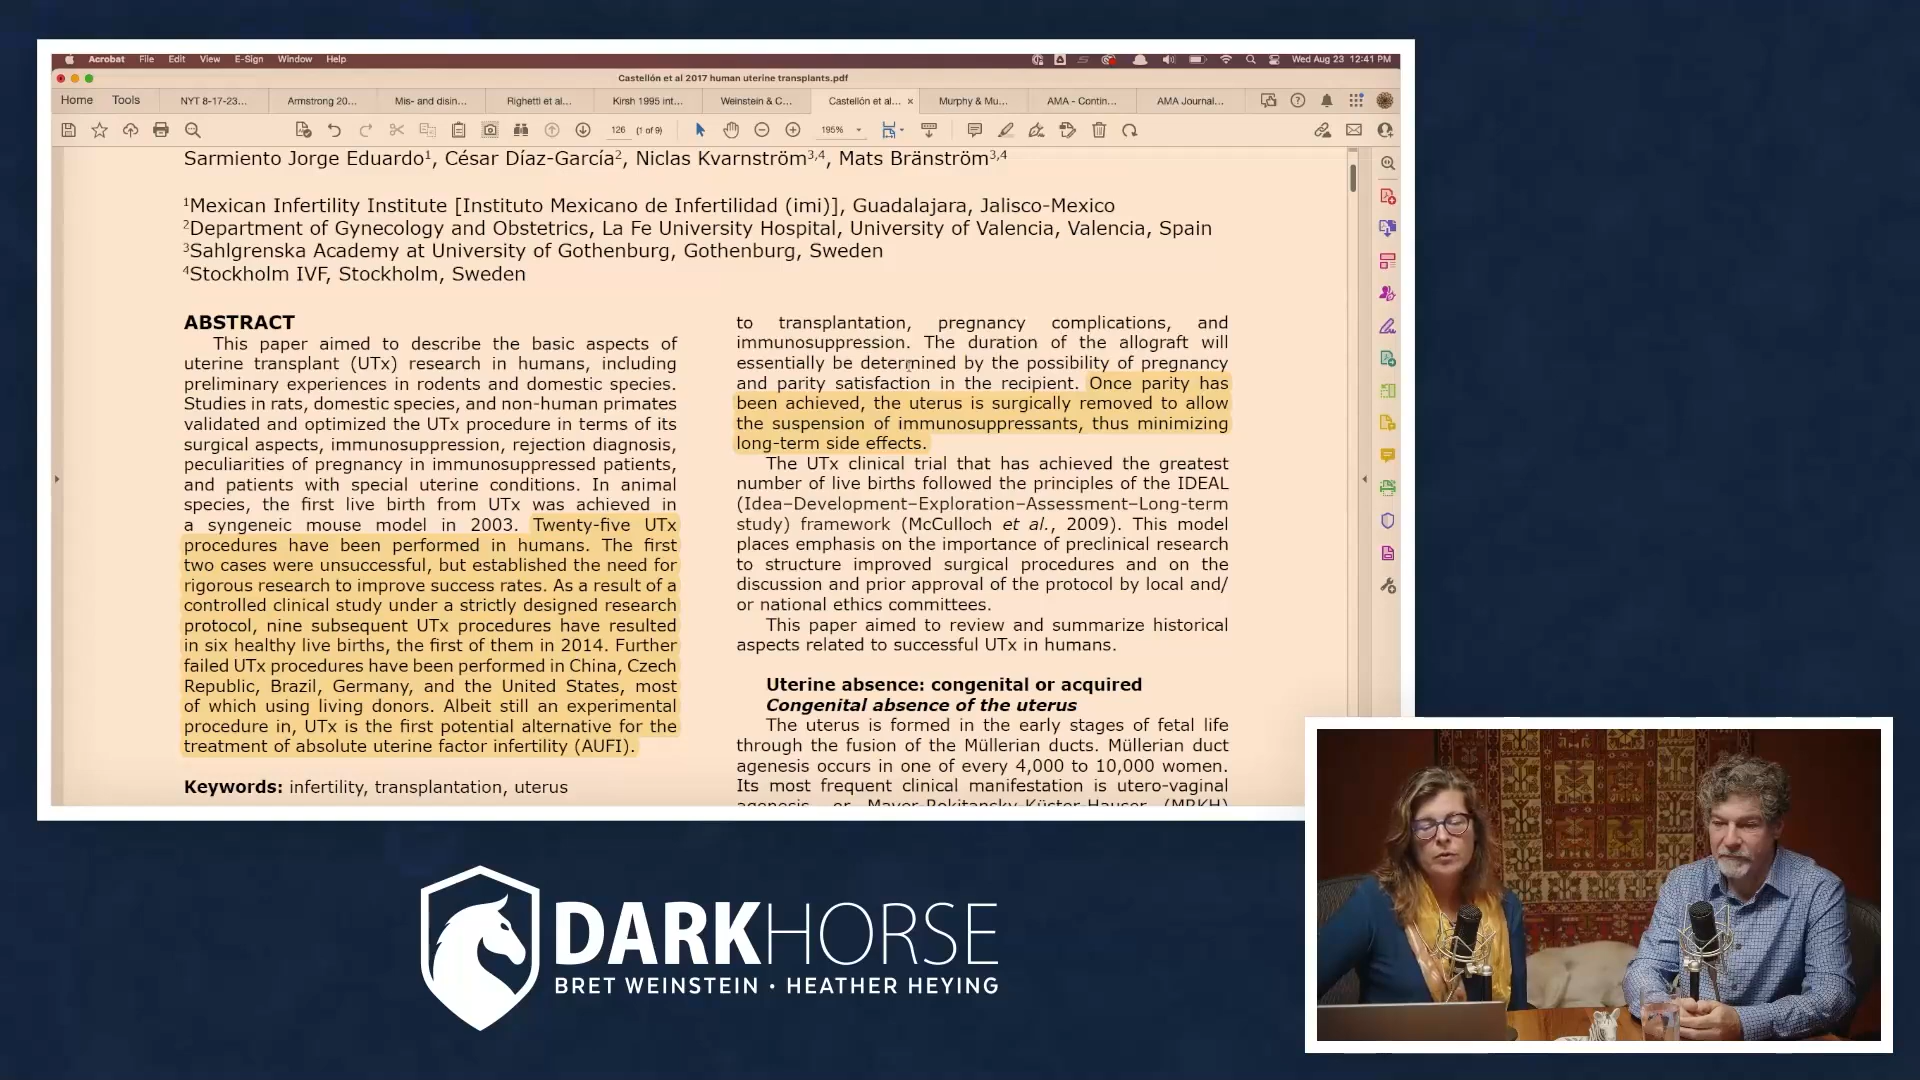 Acrobat File Edit View E-Sign Window Help
Wed Aug 23 12:41 PM
Castellón et al 2017 human uterine transplants.pdf
Home Tools NYT 8-17-23... Armstrong 20... Mis- and disin... Righetti et al... Kirsh 1995 int... Weinstein & C... Castellón et al... × Murphy & Mu... AMA - Contin... AMA Journal...
126 (1 of 9) 195%
Sarmiento Jorge Eduardo1, César Díaz-García2, Niclas Kvarnström3,4, Mats Bränström3,4
1Mexican Infertility Institute [Instituto Mexicano de Infertilidad (imi)], Guadalajara, Jalisco-Mexico
2Department of Gynecology and Obstetrics, La Fe University Hospital, University of Valencia, Valencia, Spain
3Sahlgrenska Academy at University of Gothenburg, Gothenburg, Sweden
4Stockholm IVF, Stockholm, Sweden
ABSTRACT
This paper aimed to describe the basic aspects of
uterine transplant (UTx) research in humans, including
preliminary experiences in rodents and domestic species.
Studies in rats, domestic species, and non-human primates
validated and optimized the UTx procedure in terms of its
surgical aspects, immunosuppression, rejection diagnosis,
peculiarities of pregnancy in immunosuppressed patients,
and patients with special uterine conditions. In animal
species, the first live birth from UTx was achieved in
a syngeneic mouse model in 2003. Twenty-five UTx
procedures have been performed in humans. The first
two cases were unsuccessful, but established the need for
rigorous research to improve success rates. As a result of a
controlled clinical study under a strictly designed research
protocol, nine subsequent UTx procedures have resulted
in six healthy live births, the first of them in 2014. Further
failed UTx procedures have been performed in China, Czech
Republic, Brazil, Germany, and the United States, most
of which using living donors. Albeit still an experimental
procedure in, UTx is the first potential alternative for the
treatment of absolute uterine factor infertility (AUFI).
Keywords: infertility, transplantation, uterus
to transplantation, pregnancy complications, and
immunosuppression. The duration of the allograft will
essentially be determined by the possibility of pregnancy
and parity satisfaction in the recipient. Once parity has
been achieved, the uterus is surgically removed to allow
the suspension of immunosuppressants, thus minimizing
long-term side effects.
The UTx clinical trial that has achieved the greatest
number of live births followed the principles of the IDEAL
(Idea–Development–Exploration–Assessment–Long-term
study) framework (McCulloch et al., 2009). This model
places emphasis on the importance of preclinical research
to structure improved surgical procedures and on the
discussion and prior approval of the protocol by local and/
or national ethics committees.
This paper aimed to review and summarize historical
aspects related to successful UTx in humans.
Uterine absence: congenital or acquired
Congenital absence of the uterus
The uterus is formed in the early stages of fetal life
through the fusion of the Müllerian ducts. Müllerian duct
agenesis occurs in one of every 4,000 to 10,000 women.
Its most frequent clinical manifestation is utero-vaginal
agenesis, or Mayer-Rokitansky-Küster-Hauser (MRKH)
DARKHORSE
BRET WEINSTEIN • HEATHER HEYING